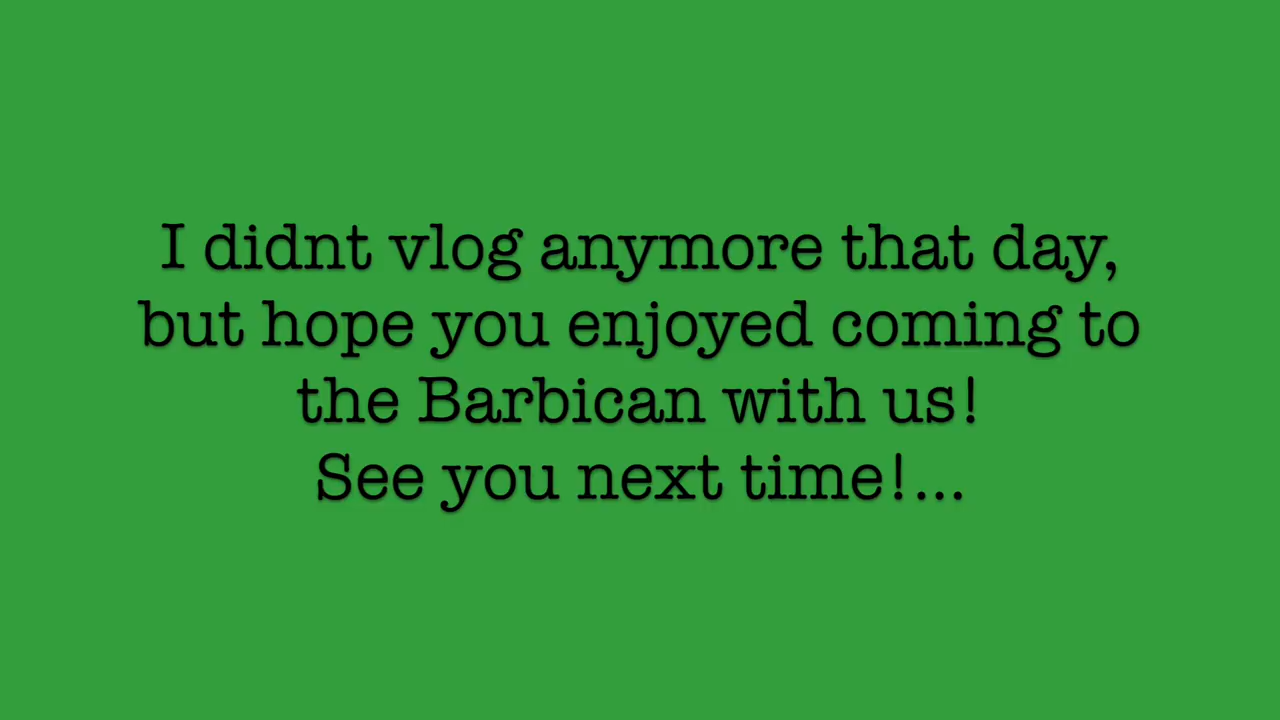 I didnt vlog anymore that day,
but hope you enjoyed coming to
the Barbican with us!
See you next time!...